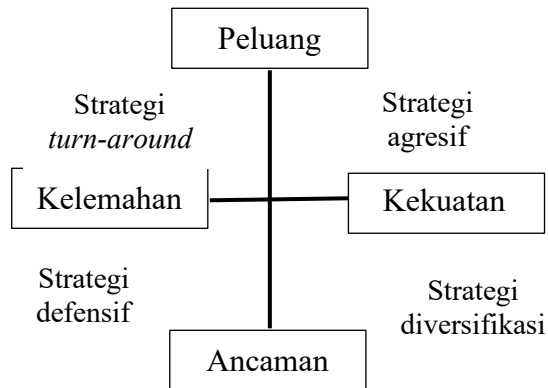 Peluang
Strategi
turn-around
Strategi
agresif
Kelemahan
Kekuatan
Strategi
defensif
Strategi
diversifikasi
Ancaman